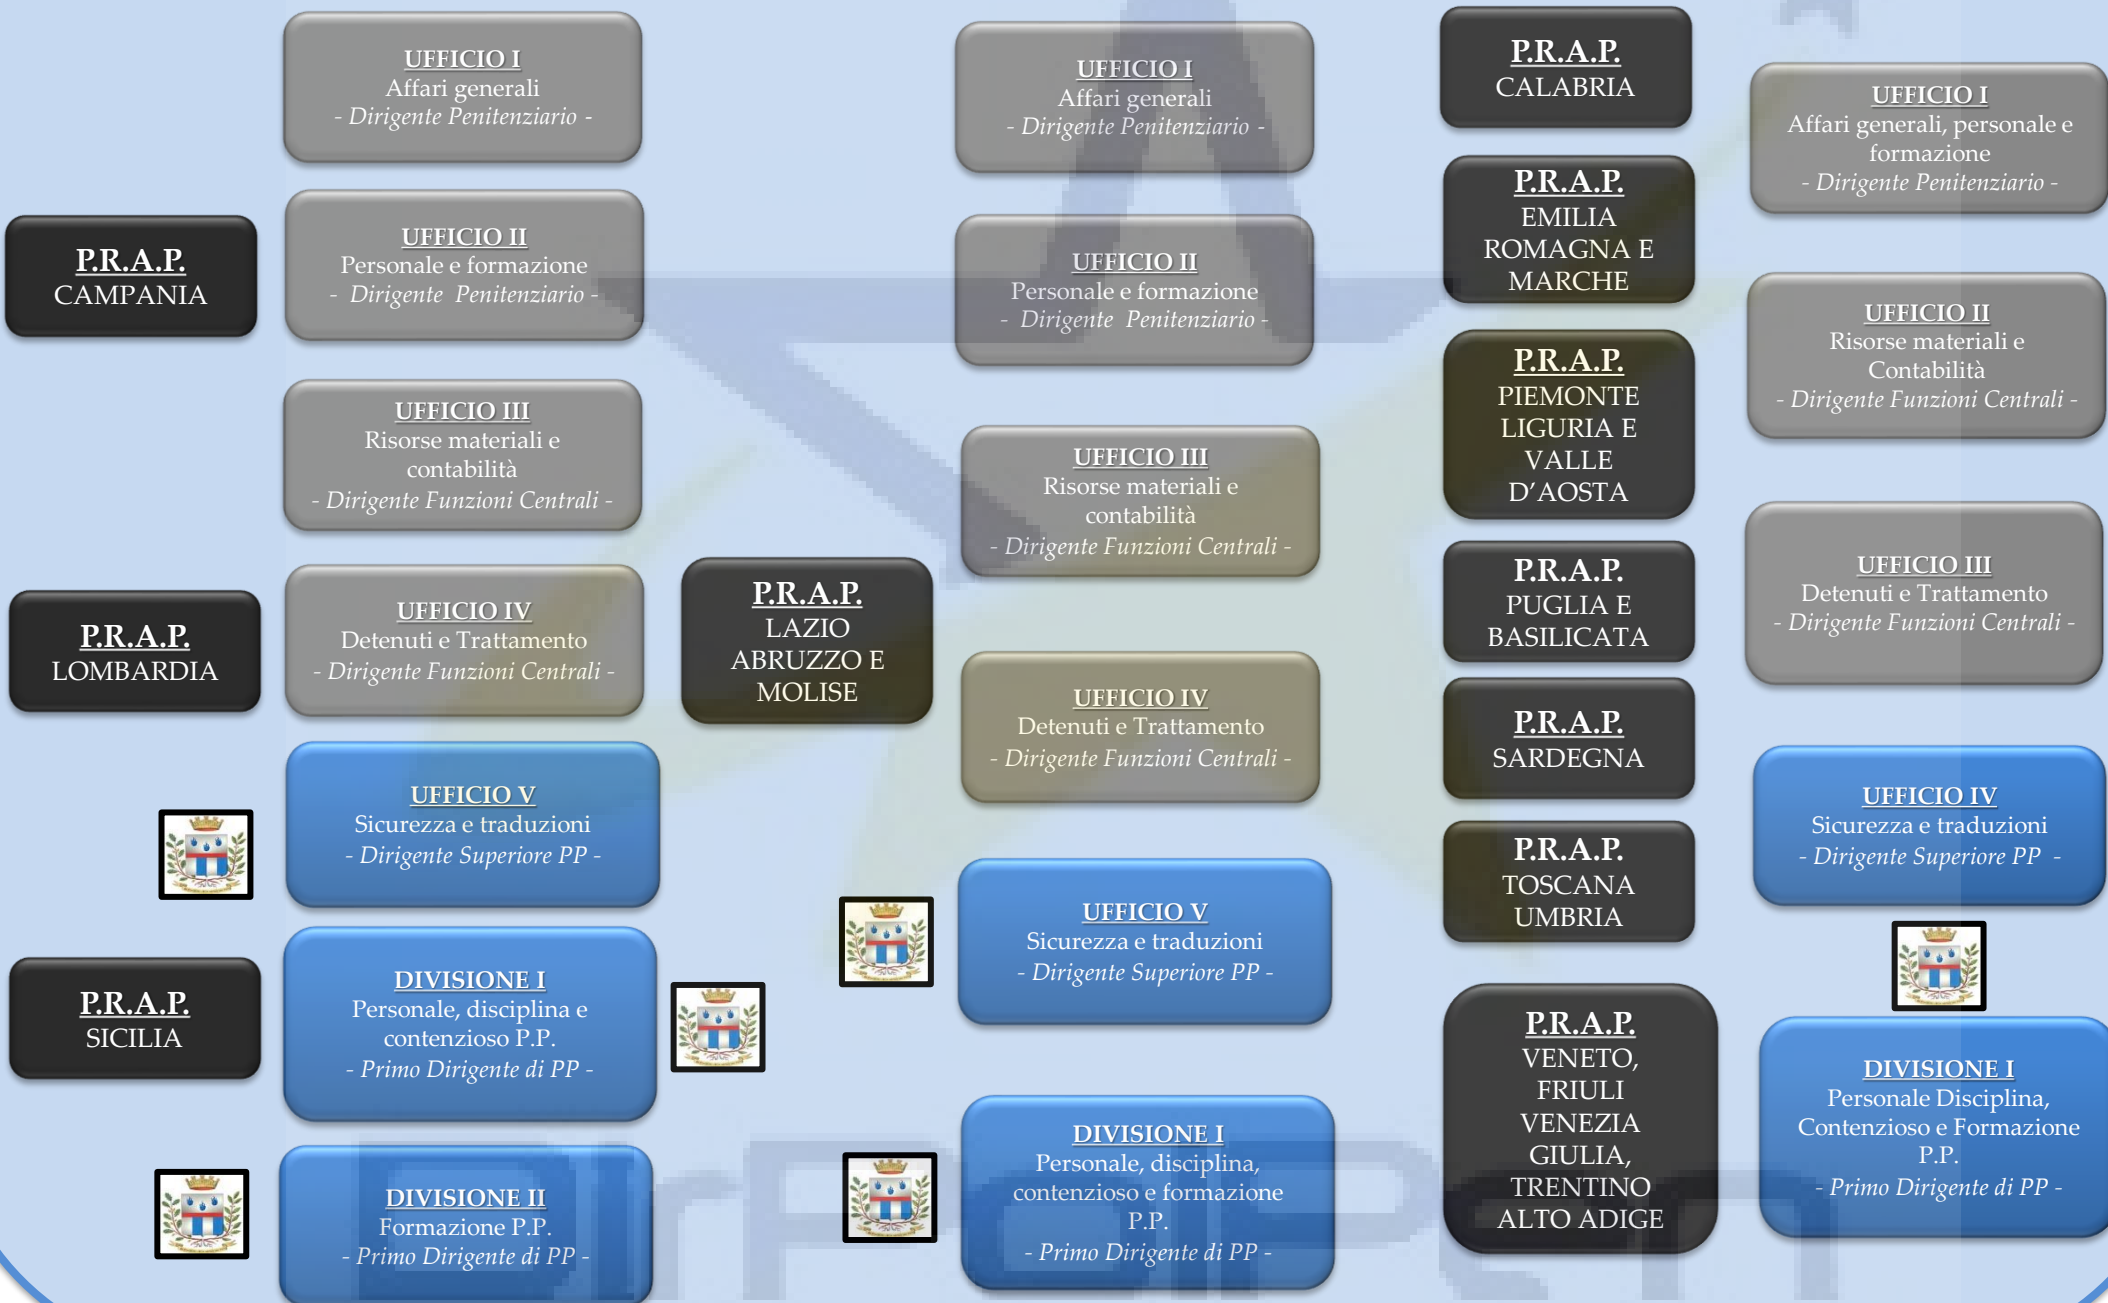 P.R.A.P.
CAMPANIA
P.R.A.P.
LOMBARDIA
P.R.A.P.
SICILIA
UFFICIO I
Affari generali
- Dirigente Penitenziario -
UFFICIO II
Personale e formazione
- Dirigente Penitenziario -
UFFICIO III
Risorse materiali e
contabilità
- Dirigente Funzioni Centrali -
UFFICIO IV
Detenuti e Trattamento
- Dirigente Funzioni Centrali -
UFFICIO V
Sicurezza e traduzioni
- Dirigente Superiore PP -
DIVISIONE I
Personale, disciplina e
contenzioso P.P.
- Primo Dirigente di PP -
DIVISIONE II
Formazione P.P.
- Primo Dirigente di PP -
P.R.A.P.
LAZIO
ABRUZZO E
MOLISE
UFFICIO I
Affari generali
- Dirigente Penitenziario -
UFFICIO II
Personale e formazione
- Dirigente Penitenziario -
UFFICIO III
Risorse materiali e
contabilità
- Dirigente Funzioni Centrali -
UFFICIO IV
Detenuti e Trattamento
- Dirigente Funzioni Centrali -
UFFICIO V
Sicurezza e traduzioni
- Dirigente Superiore PP -
DIVISIONE I
Personale, disciplina,
contenzioso e formazione
P.P.
- Primo Dirigente di PP -
P.R.A.P.
CALABRIA
P.R.A.P.
EMILIA
ROMAGNA E
MARCHE
P.R.A.P.
PIEMONTE
LIGURIA E
VALLE
D'AOSTA
P.R.A.P.
PUGLIA E
BASILICATA
P.R.A.P.
SARDEGNA
P.R.A.P.
TOSCANA
UMBRIA
P.R.A.P.
VENETO,
FRIULI
VENEZIA
GIULIA,
TRENTINO
ALTO ADIGE
UFFICIO I
Affari generali, personale e
formazione
- Dirigente Penitenziario -
UFFICIO II
Risorse materiali e
Contabilità
- Dirigente Funzioni Centrali -
UFFICIO III
Detenuti e Trattamento
- Dirigente Funzioni Centrali -
UFFICIO IV
Sicurezza e traduzioni
- Dirigente Superiore PP -
DIVISIONE I
Personale Disciplina,
Contenzioso e Formazione
P.P.
- Primo Dirigente di PP -
DirPolPen